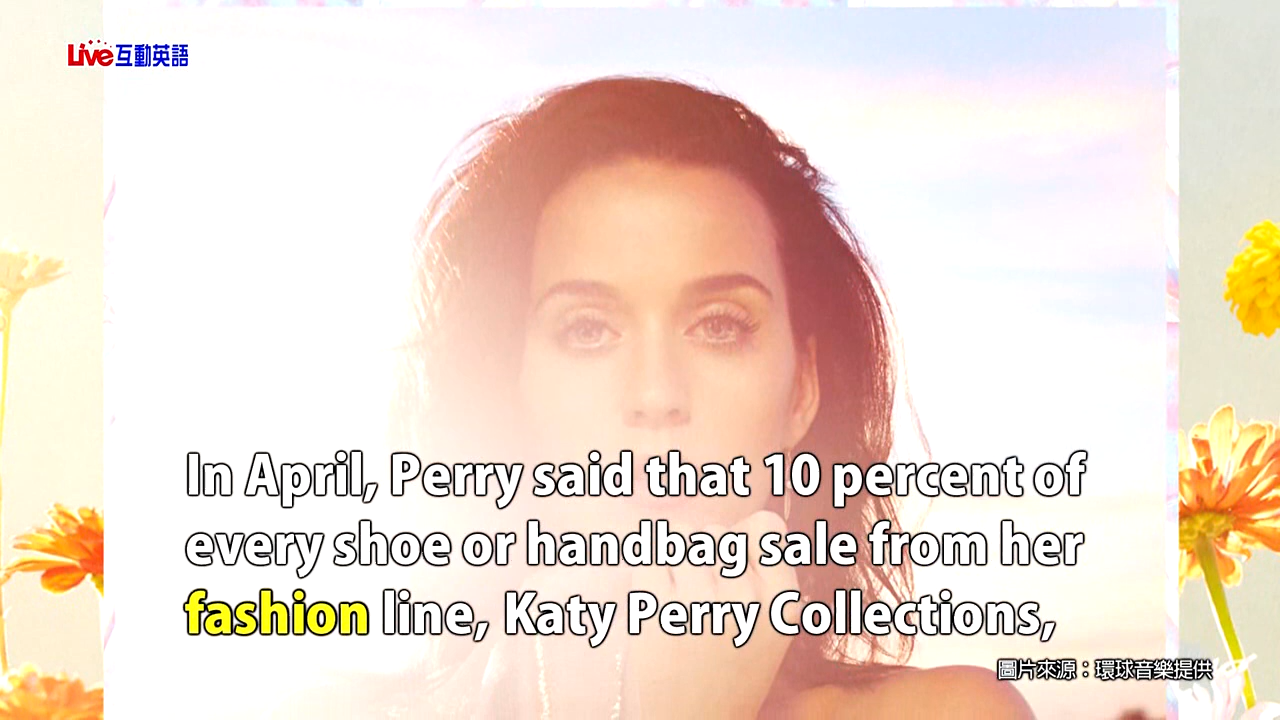 Live互動英語
In April, Perry said that 10 percent of
every shoe or handbag sale from her
fashion line, Katy Perry Collections,
圖片來源：環球音樂提供